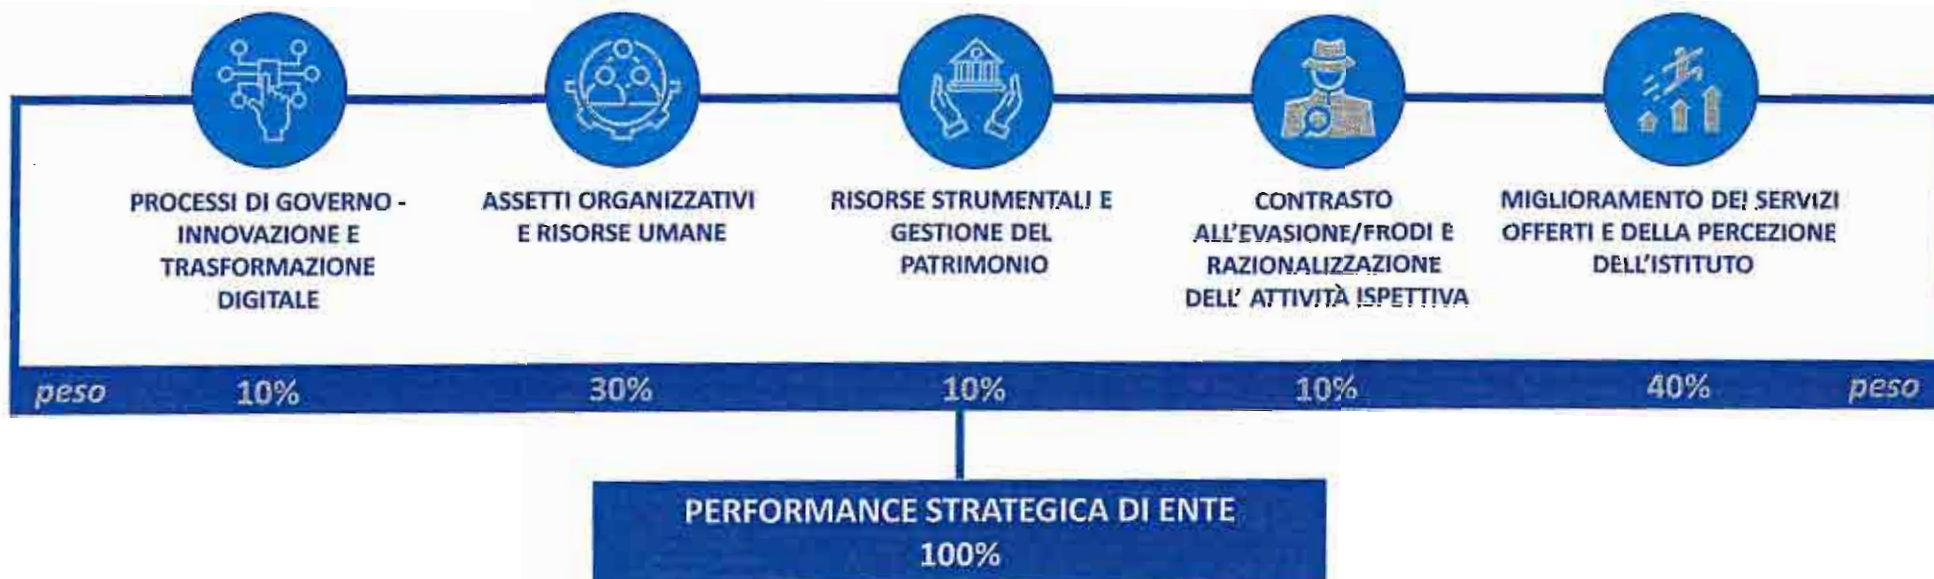 PROCESSI DI GOVERNO -
INNOVAZIONE E
TRASFORMAZIONE
DIGITALE
ASSETTI ORGANIZZATIVI
E RISORSE UMANE
RISORSE STRUMENTALI E
GESTIONE DEL
PATRIMONIO
CONTRASTO
ALL'EVASIONE/FRODI E
RAZIONALIZZAZIONE
DELL' ATTIVITÀ ISPETTIVA
MIGLIORAMENTO DEI SERVIZI
OFFERTI E DELLA PERCEZIONE
DELL'ISTITUTO
peso 10% 30% 10% 10% 40% peso
PERFORMANCE STRATEGICA DI ENTE
100%